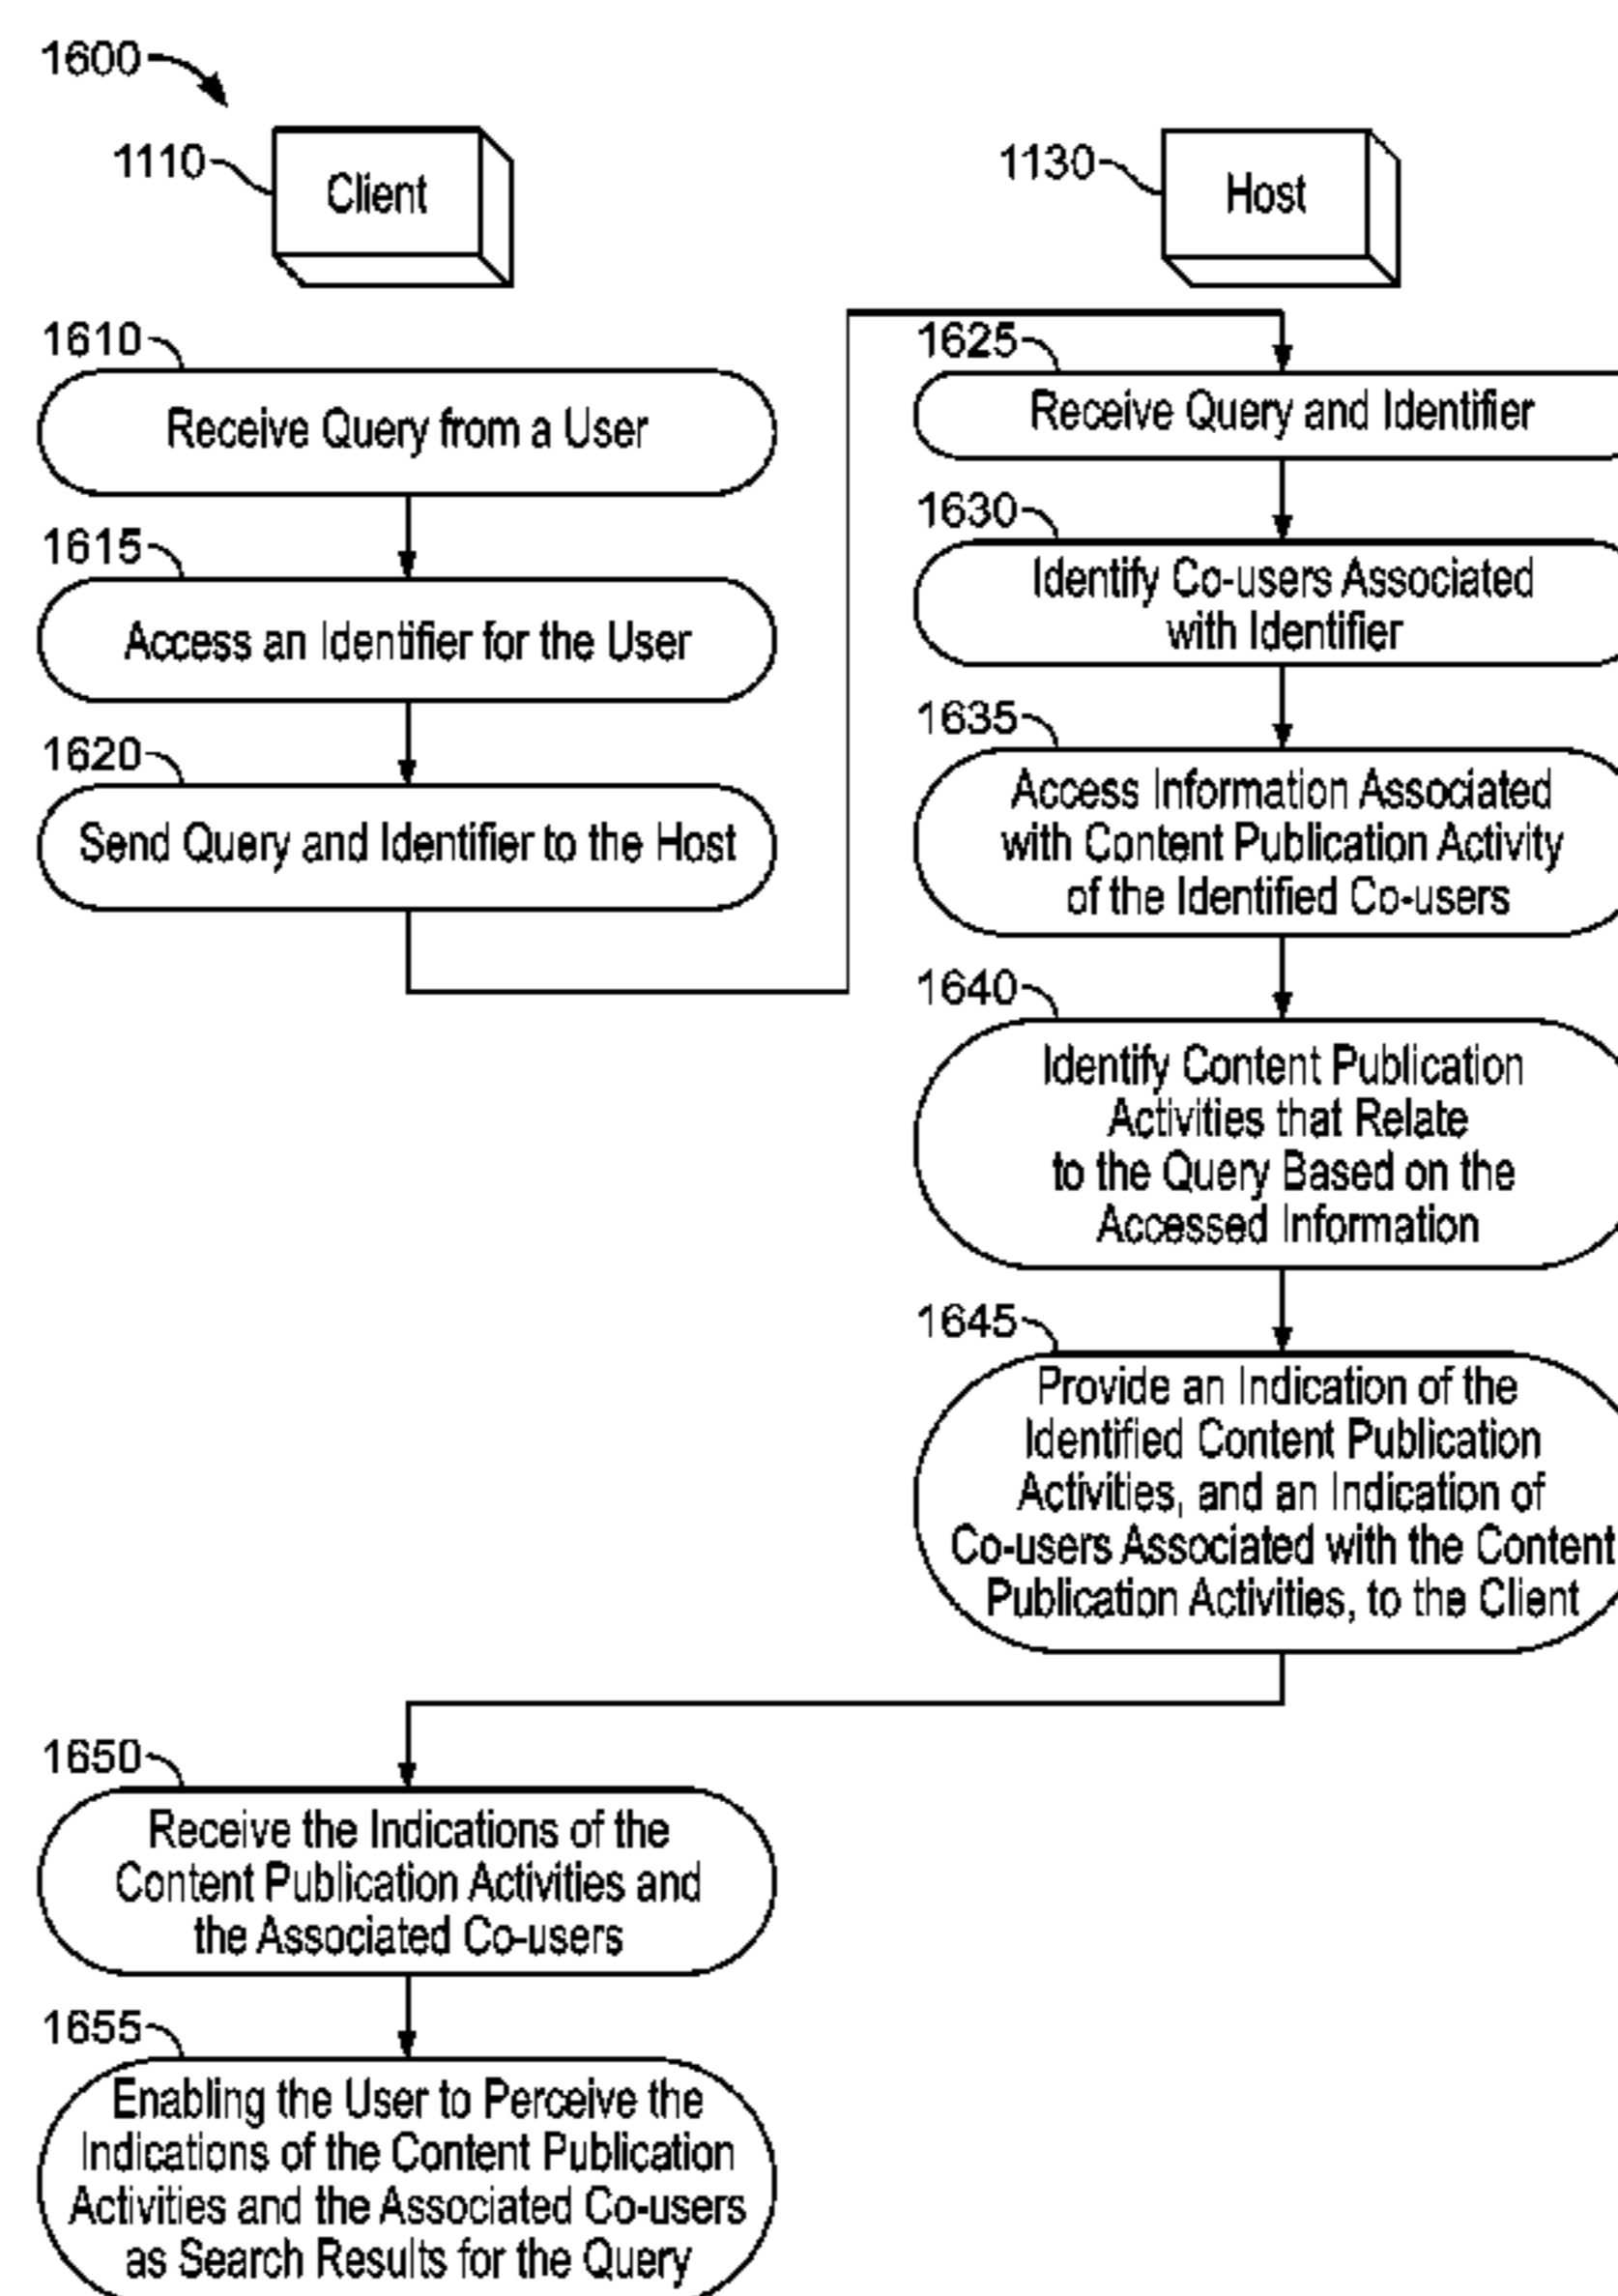 1600
1110
Client
1130
Host
1610
Receive Query from a User
1615
Access an Identifier for the User
1620
Send Query and Identifier to the Host
1625
Receive Query and Identifier
1630
Identify Co-users Associated
with Identifier
1635
Access Information Associated
with Content Publication Activity
of the Identified Co-users
1640
Identify Content Publication
Activities that Relate
to the Query Based on the
Accessed Information
1645
Provide an Indication of the
Identified Content Publication
Activities, and an Indication of
Co-users Associated with the Content
Publication Activities, to the Client
1650
Receive the Indications of the
Content Publication Activities and
the Associated Co-users
1655
Enabling the User to Perceive the
Indications of the Content Publication
Activities and the Associated Co-users
as Search Results for the Query